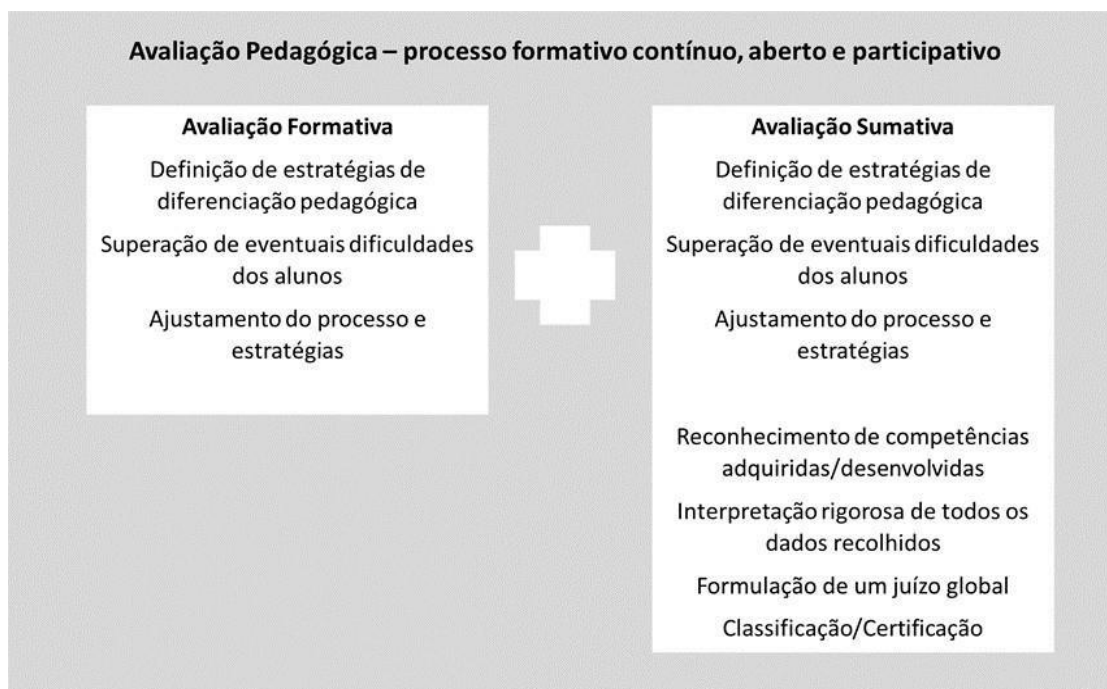 Avaliação Pedagógica – processo formativo contínuo, aberto e participativo
Avaliação Formativa
Definição de estratégias de
diferenciação pedagógica
Superação de eventuais dificuldades
dos alunos
Ajustamento do processo e
estratégias
Avaliação Sumativa
Definição de estratégias de
diferenciação pedagógica
Superação de eventuais dificuldades
dos alunos
Ajustamento do processo e
estratégias
Reconhecimento de competências
adquiridas/desenvolvidas
Interpretação rigorosa de todos os
dados recolhidos
Formulação de um juízo global
Classificação/Certificação